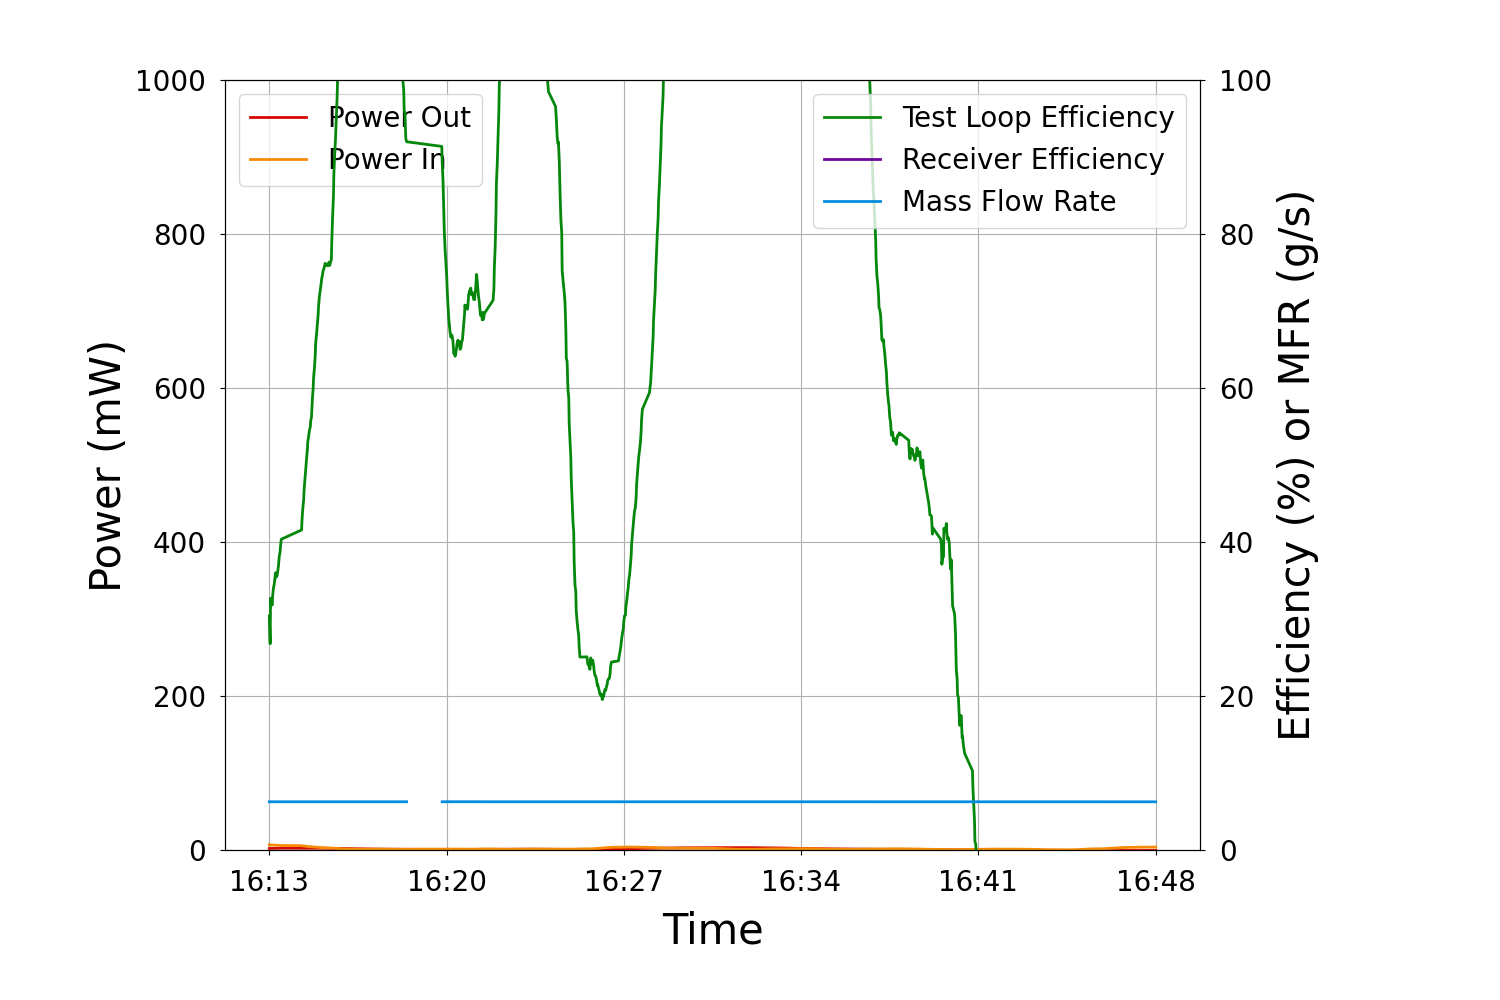 1000
800
600
400
200
0
Power (mW)
Power Out
Power In
Test Loop Efficiency
Receiver Efficiency
Mass Flow Rate
100
80
60
40
20
0
Efficiency (%) or MFR (g/s)
16:13 16:20 16:27 16:34 16:41 16:48
Time